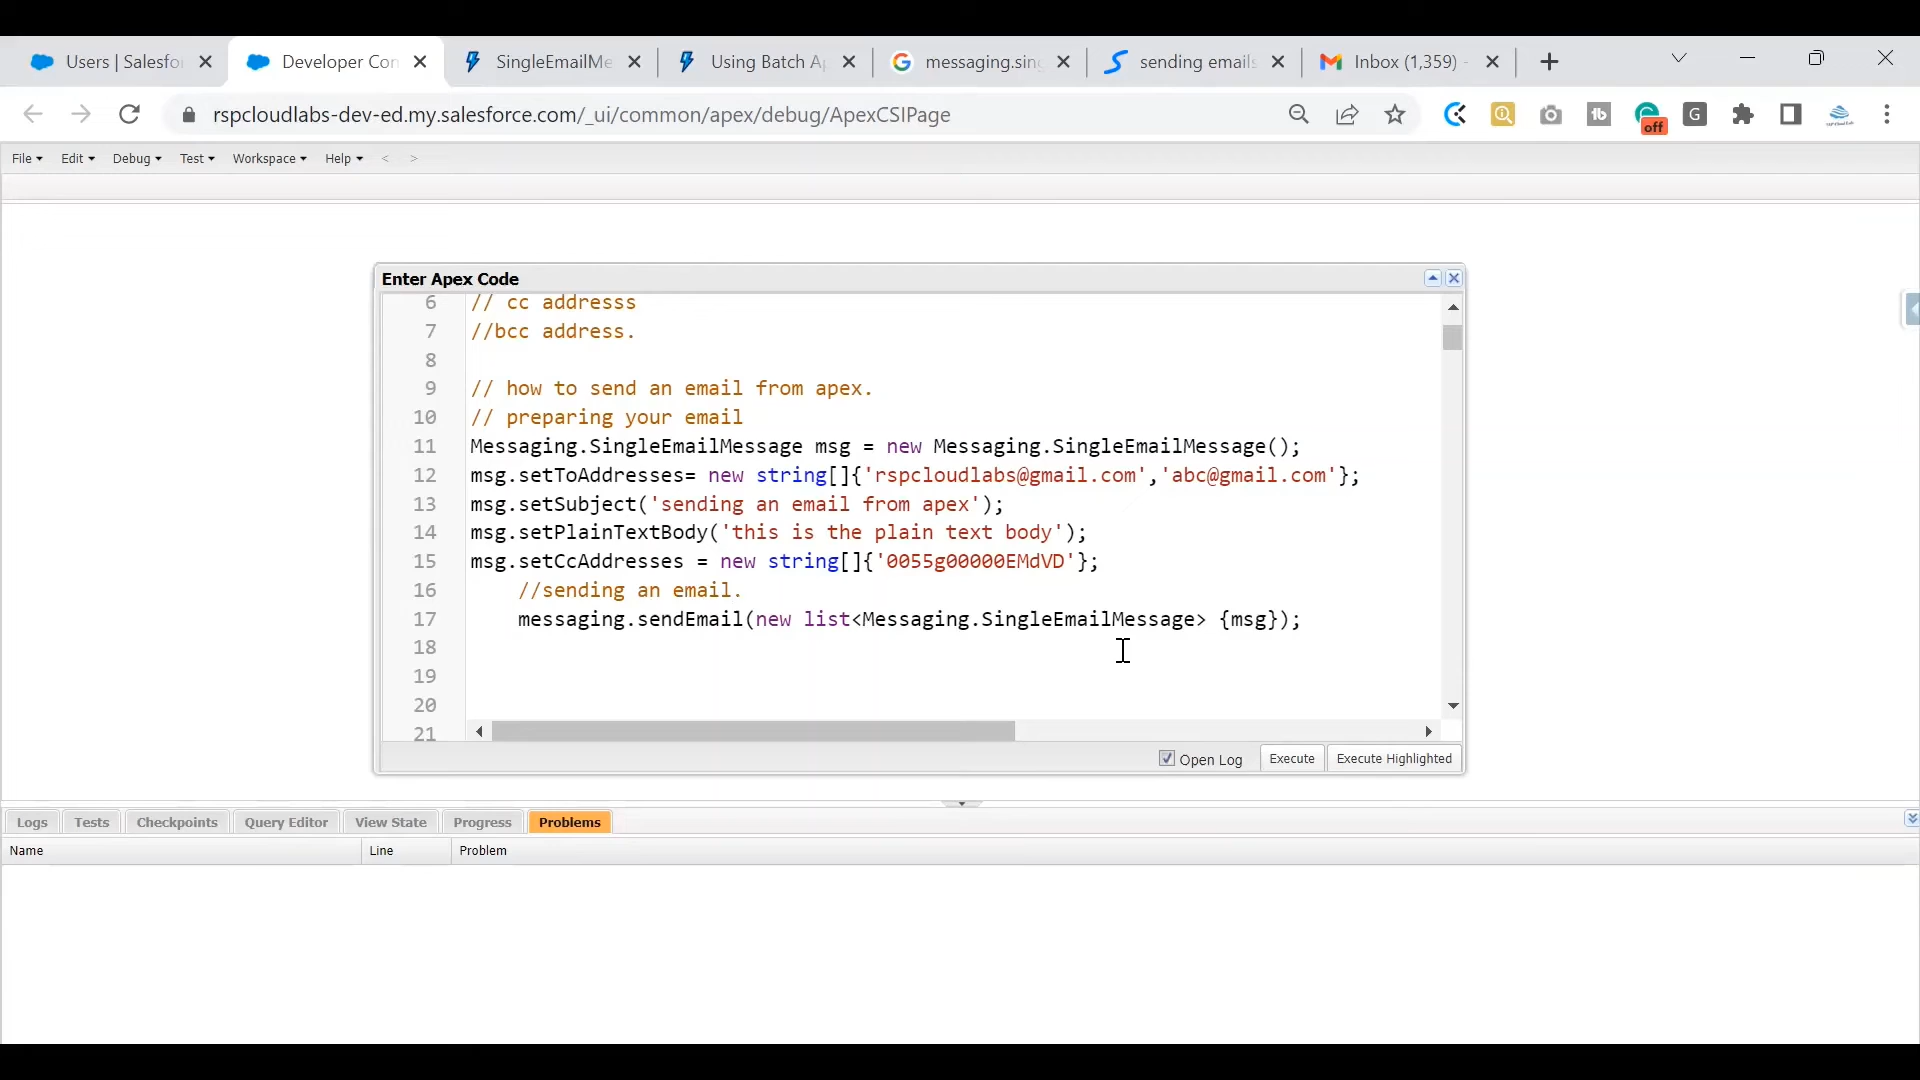 Users | Salesfo
Developer Con
SingleEmailMe
Using Batch Ap
messaging.sing
sending emails
Inbox (1,359) -
rspcloudlabs-dev-ed.my.salesforce.com/_ui/common/apex/debug/ApexCSIPage
off
G
File Edit Debug Test Workspace Help < >
Enter Apex Code
6 // cc addresss
7 //bcc address.
8
9 // how to send an email from apex.
10 // preparing your email
11 Messaging.SingleEmailMessage msg = new Messaging.SingleEmailMessage();
12 msg.setToAddresses= new string[]{'rspcloudlabs@gmail.com','abc@gmail.com'};
13 msg.setSubject('sending an email from apex');
14 msg.setPlainTextBody('this is the plain text body');
15 msg.setCcAddresses = new string[]{'0055g00000EMdVD'};
16 //sending an email.
17 messaging.sendEmail(new list<Messaging.SingleEmailMessage> {msg});
18
19
20
21
Open Log Execute Execute Highlighted
Logs Tests Checkpoints Query Editor View State Progress Problems
Name Line Problem